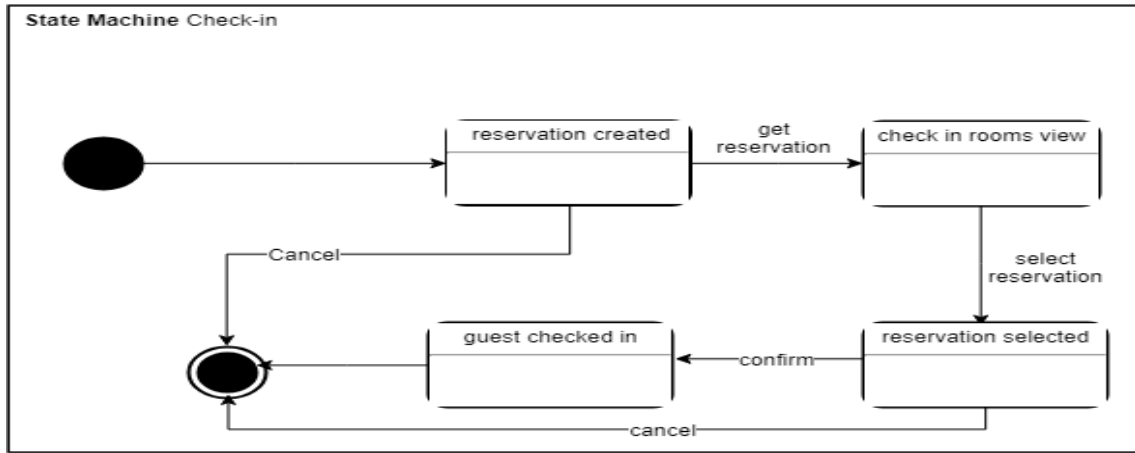 State Machine Check-in
reservation created
get
reservation
check in rooms view
Cancel
select
reservation
guest checked in
confirm
reservation selected
cancel